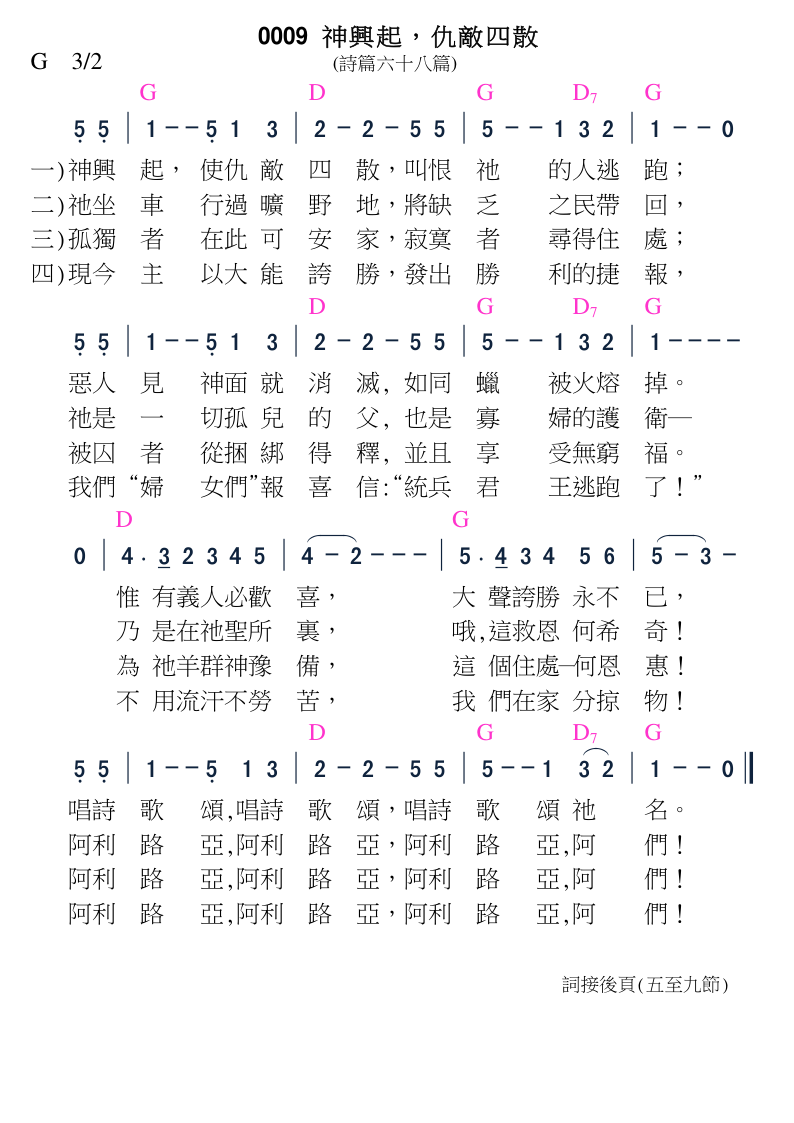 0009 神興起，仇敵四散
G 3/2 (詩篇六十八篇)
G D G D7 G
5 5 | 1 - - 5 1 3 | 2 - 2 - 5 5 | 5 - - 1 3 2 | 1 - - 0
一)神興起，使仇敵四散，叫恨祂的人逃跑；
二)祂坐車行過曠野地，將缺乏之民帶回，
三)孤獨者在此可安家，寂寞者尋得住處；
四)現今主以大能誇勝，發出勝利的捷報，
D G D7 G
5 5 | 1 - - 5 1 3 | 2 - 2 - 5 5 | 5 - - 1 3 2 | 1 - - - -
惡人見神面就消滅, 如同蠟被火熔掉。
祂是一切孤兒的父, 也是寡婦的護衛─
被囚者從捆綁得釋, 並且享受無窮福。
我們“婦女們”報喜信:“統兵君王逃跑了！”
D G
0 | 4 . 3 2 3 4 5 | 4 - 2 - - - | 5 . 4 3 4 5 6 | 5 - 3 -
惟有義人必歡喜，大聲誇勝永不已，
乃是在祂聖所裏，哦,這救恩何希奇！
為祂羊群神豫備，這個住處─何恩惠！
不用流汗不勞苦，我們在家分掠物！
D G D7 G
5 5 | 1 - - 5 1 3 | 2 - 2 - 5 5 | 5 - - 1 3 2 | 1 - - 0 ‖
唱詩歌頌,唱詩歌頌，唱詩歌頌祂名。
阿利路亞,阿利路亞，阿利路亞,阿們！
阿利路亞,阿利路亞，阿利路亞,阿們！
阿利路亞,阿利路亞，阿利路亞,阿們！
詞接後頁(五至九節)